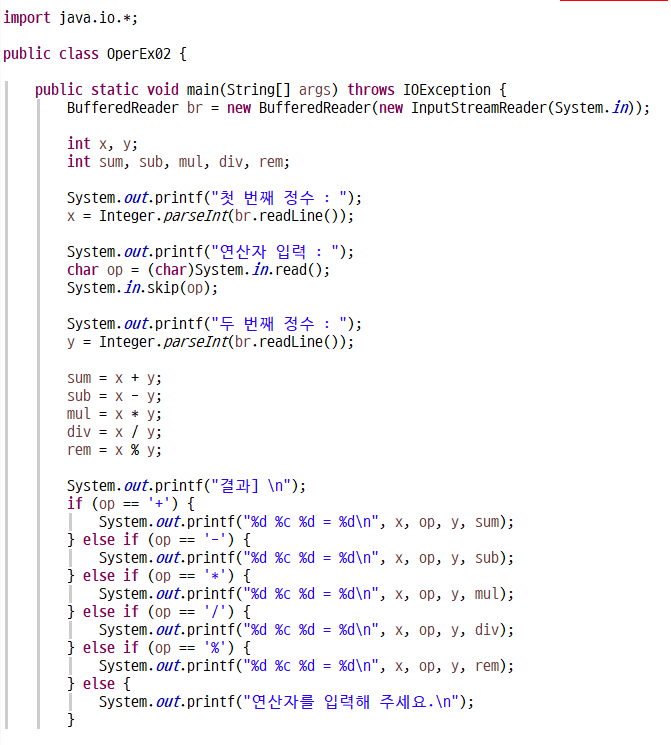 import java.io.*;
public class OperEx02 {
public static void main(String[] args) throws IOException {
BufferedReader br = new BufferedReader(new InputStreamReader(System.in));
int x, y;
int sum, sub, mul, div, rem;
System.out.printf("첫 번째 정수 : ");
x = Integer.parseInt(br.readLine());
System.out.printf("연산자 입력 : ");
char op = (char)System.in.read();
System.in.skip(op);
System.out.printf("두 번째 정수 : ");
y = Integer.parseInt(br.readLine());
sum = x + y;
sub = x - y;
mul = x * y;
div = x / y;
rem = x % y;
System.out.printf("결과] \n");
if (op == '+') {
System.out.printf("%d %c %d = %d\n", x, op, y, sum);
} else if (op == '-') {
System.out.printf("%d %c %d = %d\n", x, op, y, sub);
} else if (op == '*') {
System.out.printf("%d %c %d = %d\n", x, op, y, mul);
} else if (op == '/') {
System.out.printf("%d %c %d = %d\n", x, op, y, div);
} else if (op == '%') {
System.out.printf("%d %c %d = %d\n", x, op, y, rem);
} else {
System.out.printf("연산자를 입력해 주세요.\n");
}